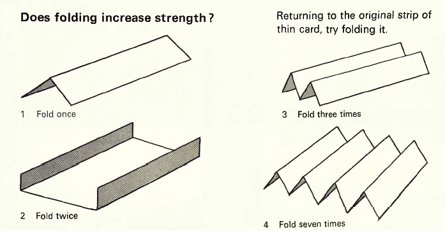 Does folding increase strength?
Returning to the original strip of
thin card, try folding it.
1 Fold once
3 Fold three times
2 Fold twice
4 Fold seven times